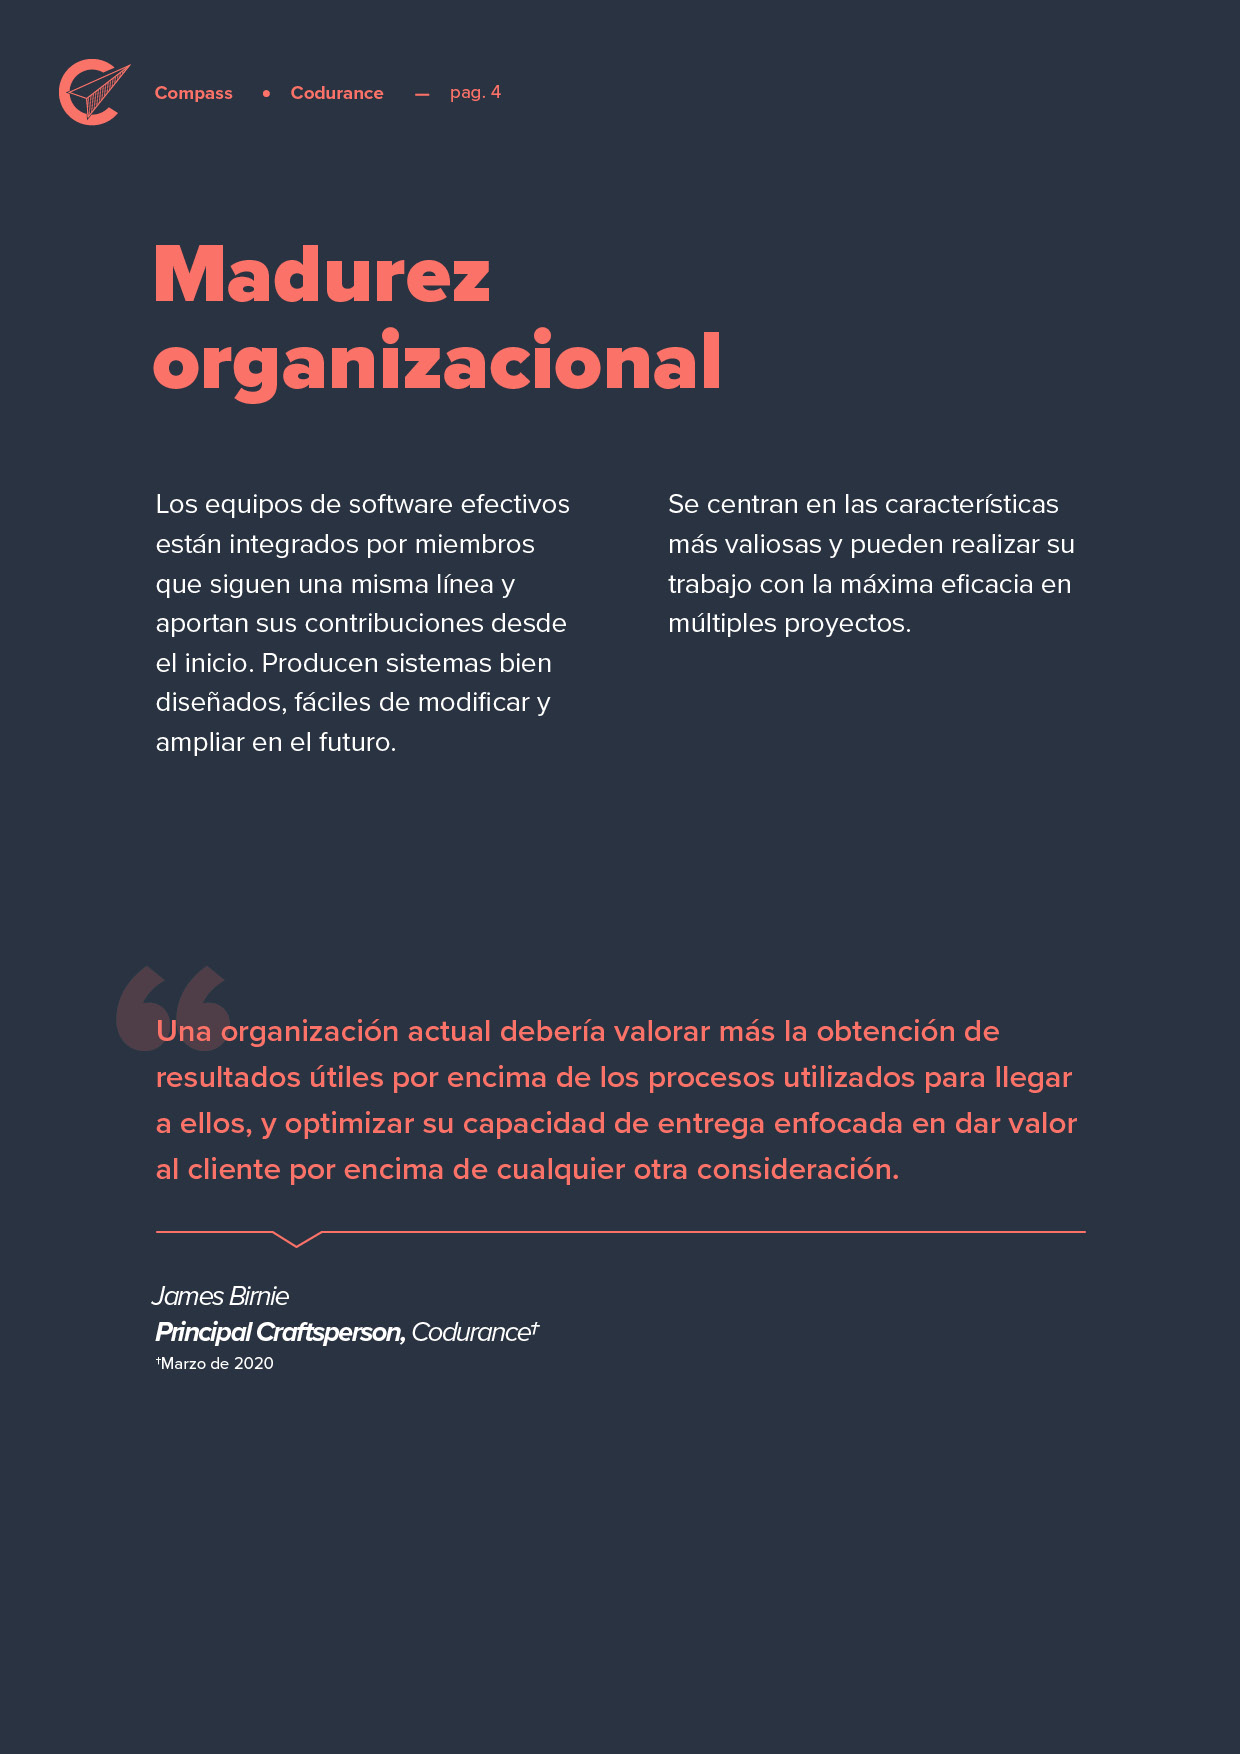 Compass • Codurance — pag. 4
Madurez
organizacional
Los equipos de software efectivos
están integrados por miembros
que siguen una misma línea y
aportan sus contribuciones desde
el inicio. Producen sistemas bien
diseñados, fáciles de modificar y
ampliar en el futuro.
Se centran en las características
más valiosas y pueden realizar su
trabajo con la máxima eficacia en
múltiples proyectos.
“
Una organización actual debería valorar más la obtención de
resultados útiles por encima de los procesos utilizados para llegar
a ellos, y optimizar su capacidad de entrega enfocada en dar valor
al cliente por encima de cualquier otra consideración.
James Birnie
Principal Craftsperson, Codurance†
†Marzo de 2020